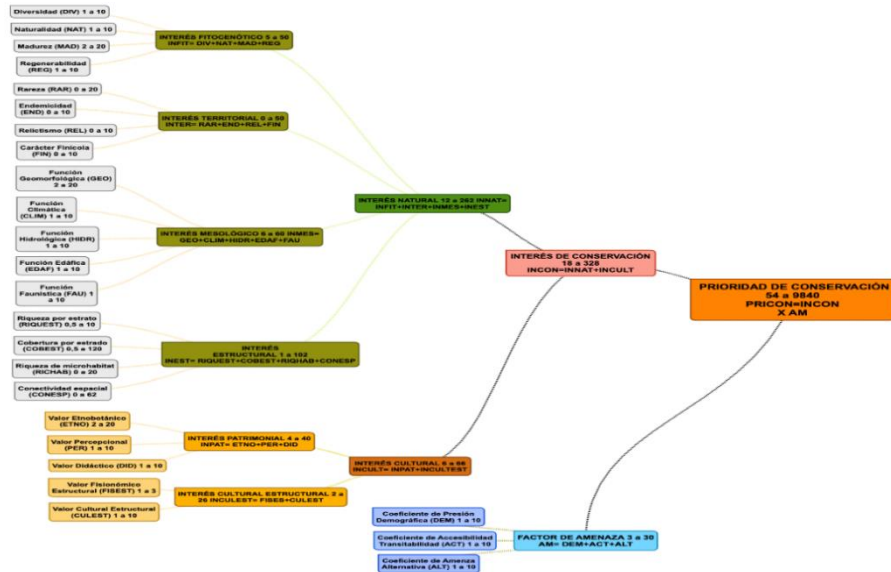 Diversidad (DIV) 1 a 10
Naturalidad (NAT) 1 a 10
Madurez (MAD) 2 a 20
Regenerabilidad
(REG) 1 a 10
INTERÉS FITOCENÓTICO 5 a 50
INFIT= DIV+NAT+MAD+REG
Rareza (RAR) 0 a 20
Endemicidad
(END) 0 a 10
Relictismo (REL) 0 a 10
Carácter Finícola
(FIN) 0 a 10
INTERÉS TERRITORIAL 0 a 50
INTER= RAR+END+REL+FIN
Función
Geomorfológica (GEO)
2 a 20
Función
Climática
(CLIM) 1 a 10
Función
Hidrológica (HIDR)
1 a 10
Función Edáfica
(EDAF) 1 a 10
Función
Faunística (FAU) 1
a 10
INTERÉS MESOLÓGICO 6 a 60 INMES=
GEO+CLIM+HIDR+EDAF+FAU
Riqueza por estrato
(RIQUEST) 0,5 a 10
Cobertura por estrado
(COBEST) 0,5 a 120
Riqueza de microhabitat
(RICHAB) 0 a 20
Conectividad espacial
(CONESP) 0 a 62
INTERÉS
ESTRUCTURAL 1 a 102
INEST= RIQUEST+COBEST+RIQHAB+CONESP
INTERÉS NATURAL 12 a 262 INNAT=
INFIT+INTER+INMES+INEST
Valor Etnobotánico
(ETNO) 2 a 20
Valor Percepcional
(PER) 1 a 10
Valor Didáctico (DID) 1 a 10
INTERÉS PATRIMONIAL 4 a 40
INPAT= ETNO+PER+DID
Valor Fisionómico
Estructural (FISEST) 1 a 3
Valor Cultural Estructural
(CULEST) 1 a 10
INTERÉS CULTURAL ESTRUCTURAL 2 a
26 INCULEST= FISES+CULEST
INTERÉS CULTURAL 6 a 66
INCULT= INPAT+INCULTEST
INTERÉS DE CONSERVACIÓN
18 a 328
INCON=INNAT+INCULT
Coeficiente de Presión
Demográfica (DEM) 1 a 10
Coeficiente de Accesibilidad
Transitabilidad (ACT) 1 a 10
Coeficiente de Amenza
Alternativa (ALT) 1 a 10
FACTOR DE AMENAZA 3 a 30
AM= DEM+ACT+ALT
PRIORIDAD DE CONSERVACIÓN
54 a 9840
PRICON=INCON
X AM